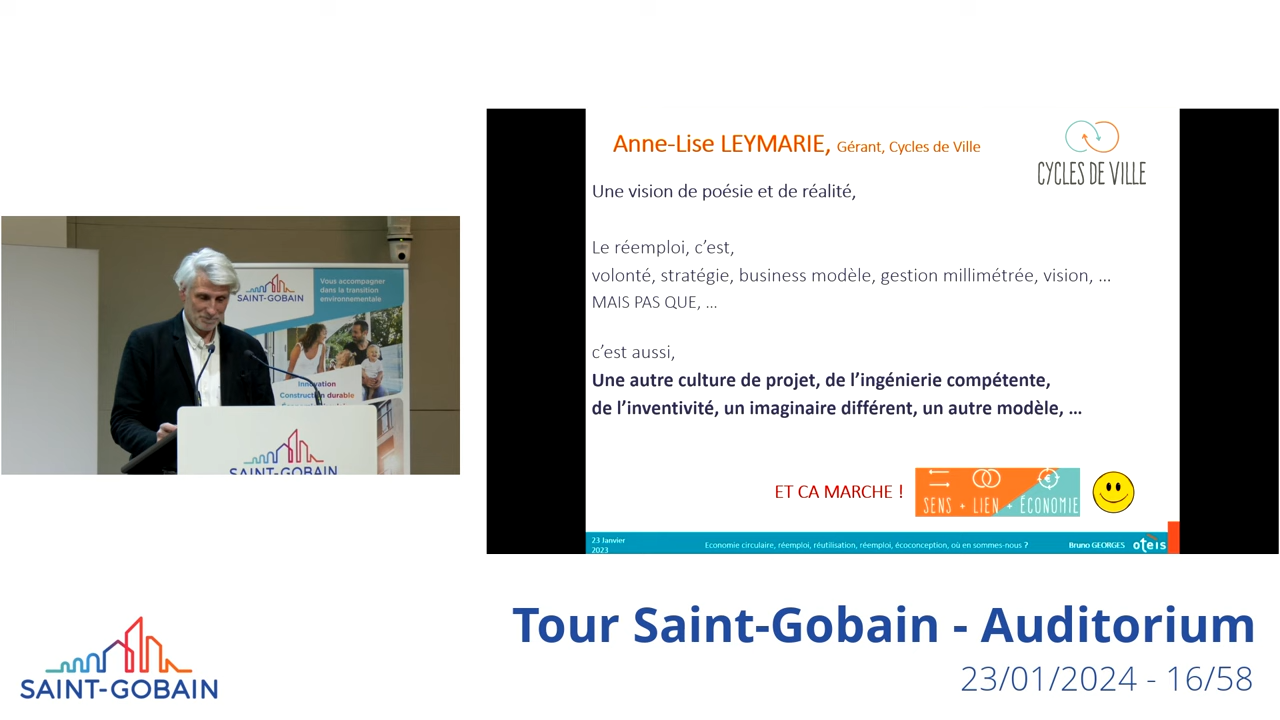 SAINT-GOBAIN
Vous accompagner
dans la transition
environnementale
Innovation
Construction durable
SAINT-GOBAIN
Anne-Lise LEYMARIE, Gérant, Cycles de Ville
CYCLES DE VILLE
Une vision de poésie et de réalité,
Le réemploi, c’est,
volonté, stratégie, business modèle, gestion millimétrée, vision, ...
MAIS PAS QUE, ...
c’est aussi,
Une autre culture de projet, de l’ingénierie compétente,
de l’inventivité, un imaginaire différent, un autre modèle, ...
ET CA MARCHE !
SENS + LIEN + ÉCONOMIE
23 Janvier
2023
Economie circulaire, réemploi, réutilisation, réemploi, écoconception, où en sommes-nous ?
Bruno GEORGES
oteis
SAINT-GOBAIN
Tour Saint-Gobain - Auditorium
23/01/2024 - 16/58